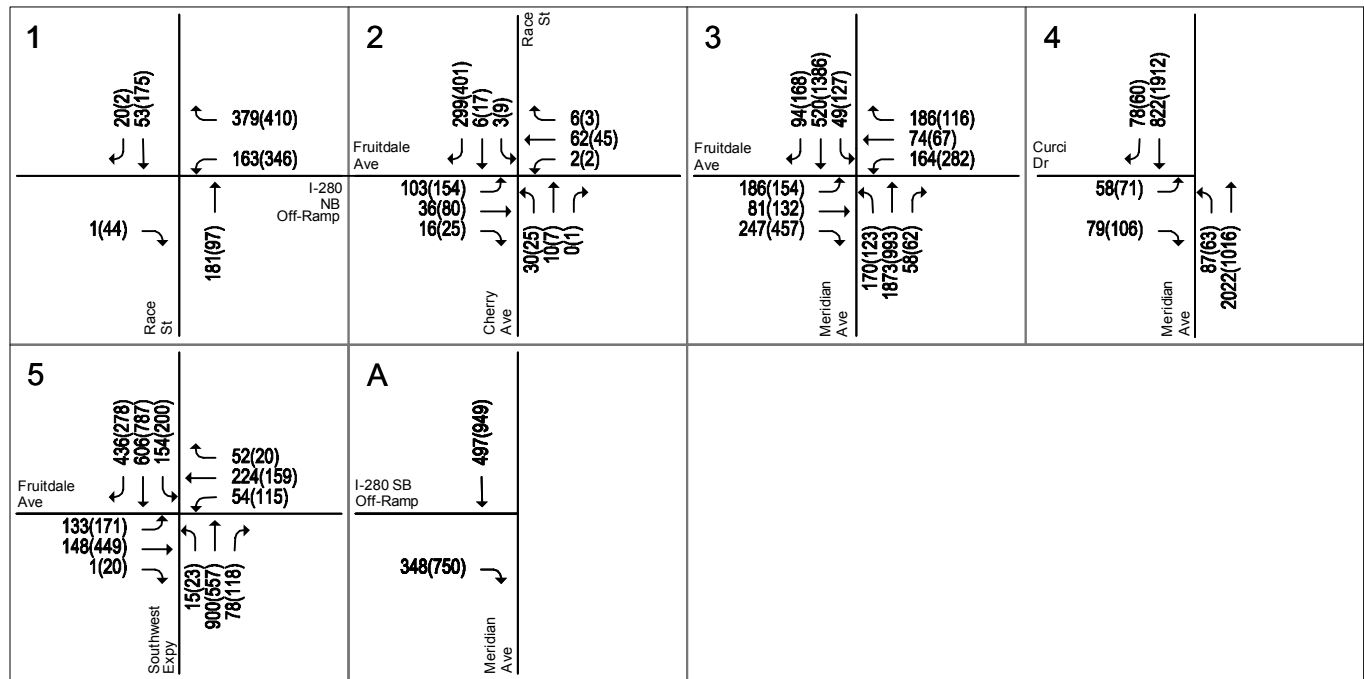 1
20(2)
53(175)
379(410)
163(346)
I-280
NB
Off-Ramp
1(44)
181(97)
Race
St
2
Race
St
299(401)
6(17)
3(9)
6(3)
62(45)
2(2)
Fruitdale
Ave
103(154)
36(80)
16(25)
30(25)
10(7)
0(1)
Cherry
Ave
3
94(168)
520(1386)
49(127)
186(116)
74(67)
164(282)
Fruitdale
Ave
186(154)
81(132)
247(457)
170(123)
1873(993)
58(62)
Meridian
Ave
4
78(60)
822(1912)
Curci
Dr
58(71)
79(106)
87(63)
2022(1016)
Meridian
Ave
5
436(278)
606(787)
154(200)
52(20)
224(159)
54(115)
Fruitdale
Ave
133(171)
148(449)
1(20)
15(23)
900(557)
78(118)
Southwest
Expy
A
497(949)
I-280 SB
Off-Ramp
348(750)
Meridian
Ave